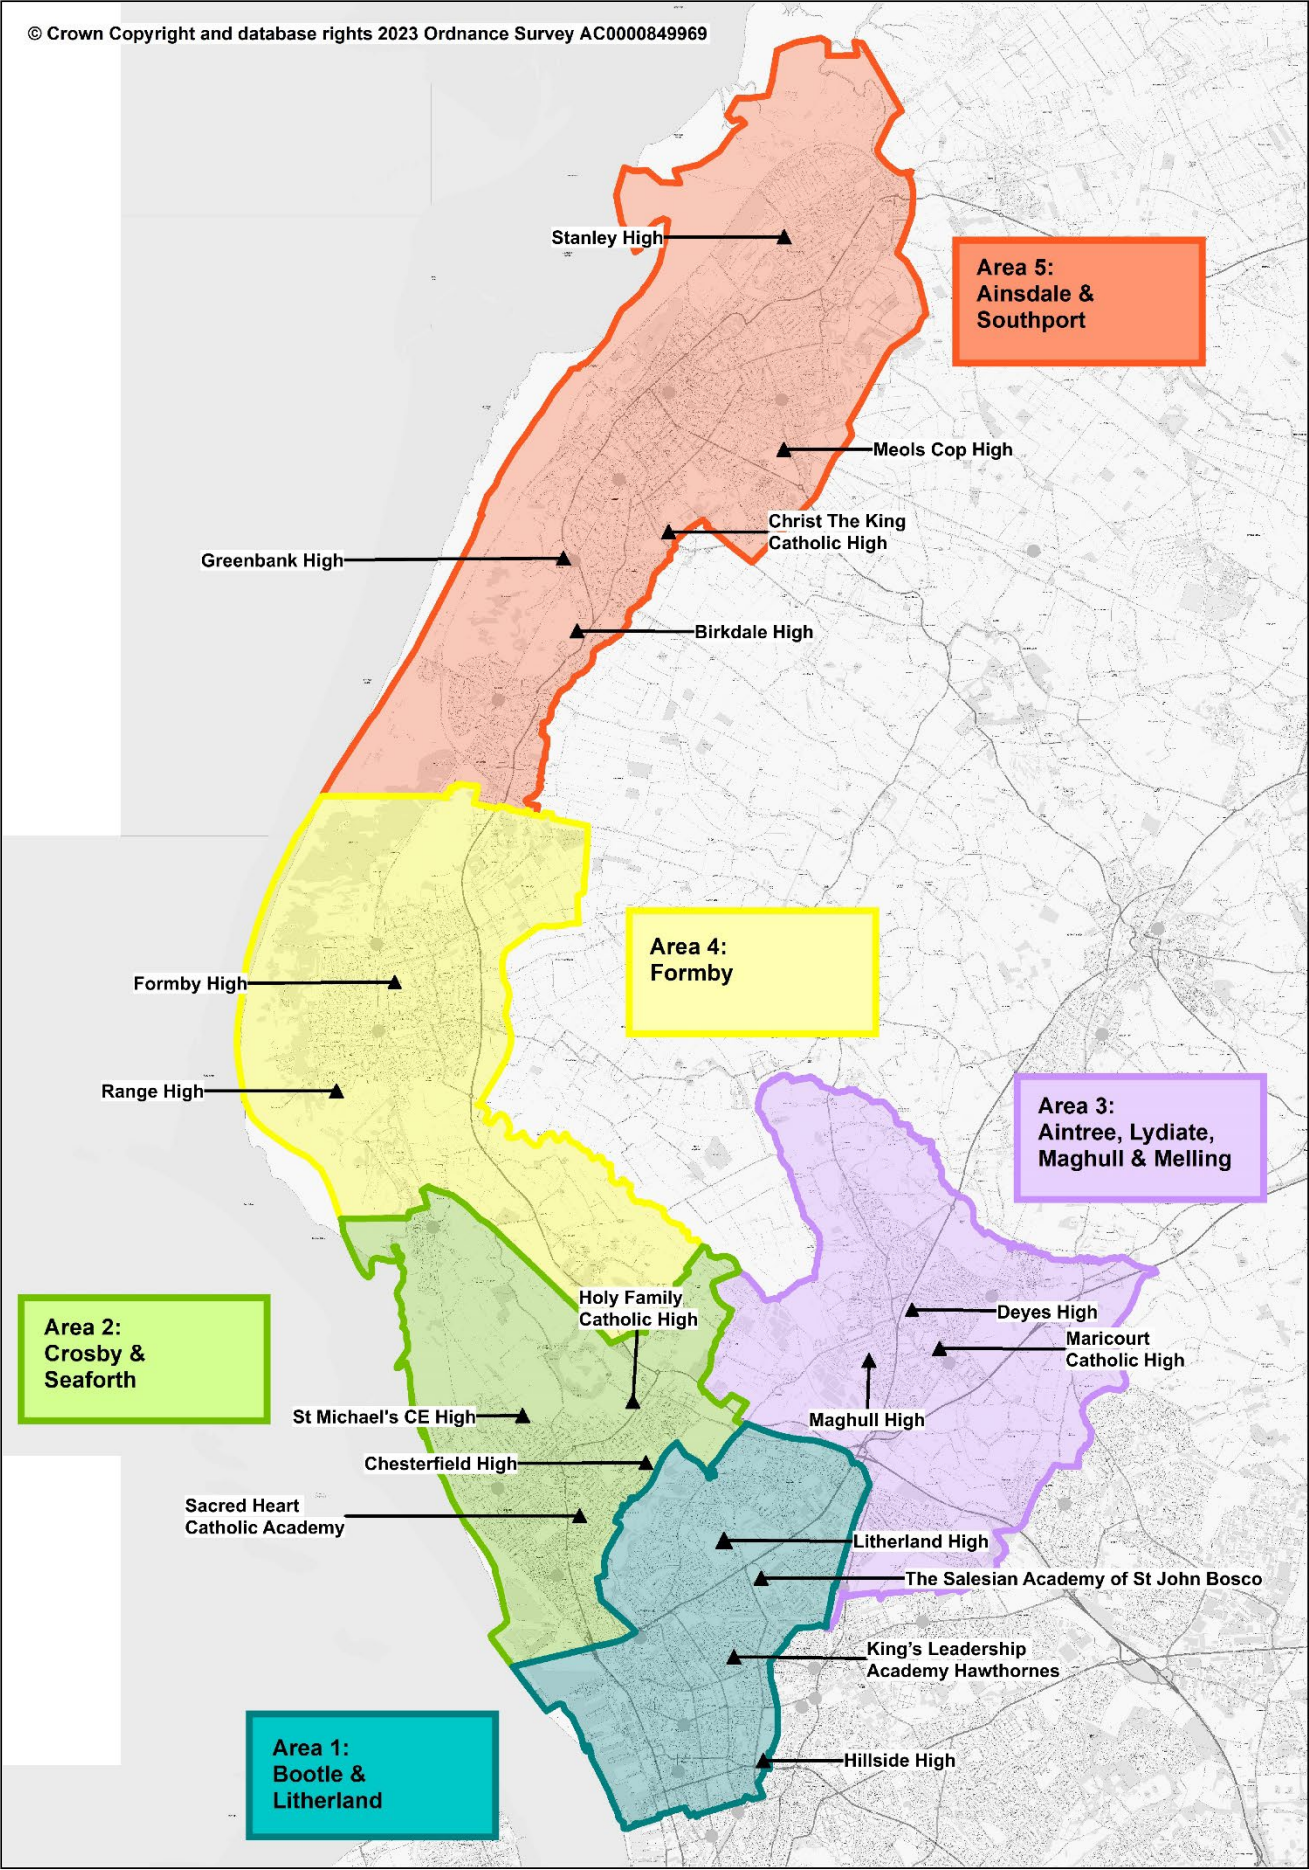 © Crown Copyright and database rights 2023 Ordnance Survey AC0000849969
Stanley High
Area 5:
Ainsdale &
Southport
Meols Cop High
Christ The King
Catholic High
Greenbank High
Birkdale High
Area 4:
Formby
Formby High
Range High
Area 3:
Aintree, Lydiate,
Maghull & Melling
Holy Family
Catholic High
Deyes High
Maricourt
Catholic High
Area 2:
Crosby &
Seaforth
St Michael's CE High
Maghull High
Chesterfield High
Sacred Heart
Catholic Academy
Litherland High
The Salesian Academy of St John Bosco
King's Leadership
Academy Hawthornes
Area 1:
Bootle &
Litherland
Hillside High